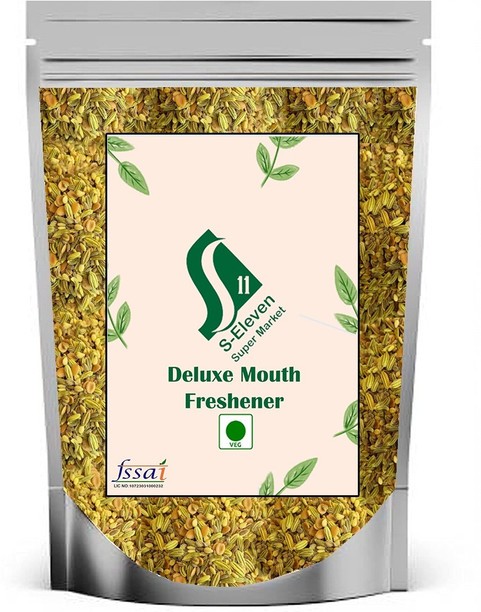 11
S-Eleven
Super Market
Deluxe Mouth
Freshener
VEG
fssai